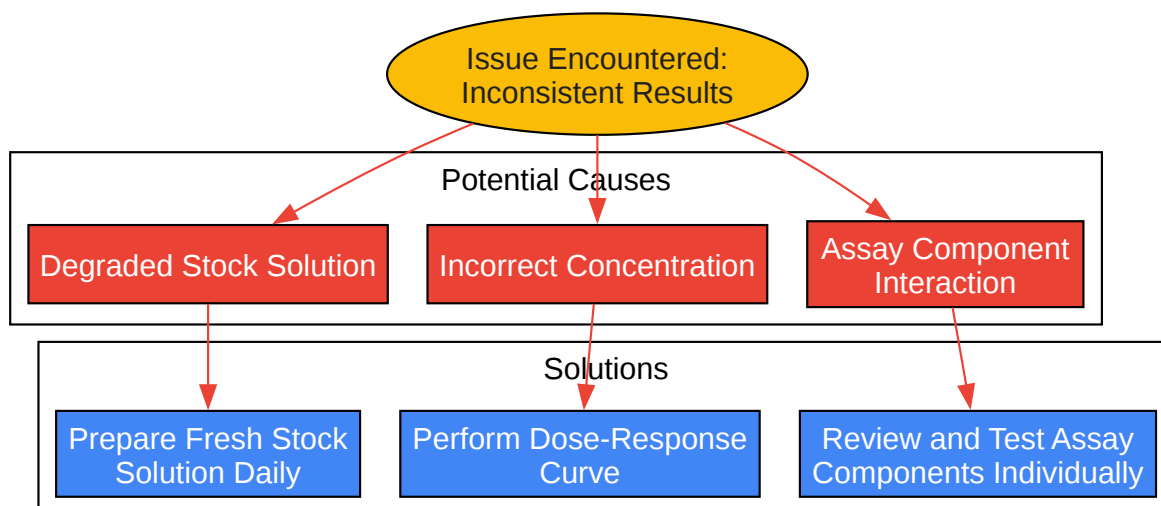 Issue Encountered:
Inconsistent Results
Potential Causes
Degraded Stock Solution
Incorrect Concentration
Assay Component
Interaction
Solutions
Prepare Fresh Stock
Solution Daily
Perform Dose-Response
Curve
Review and Test Assay
Components Individually